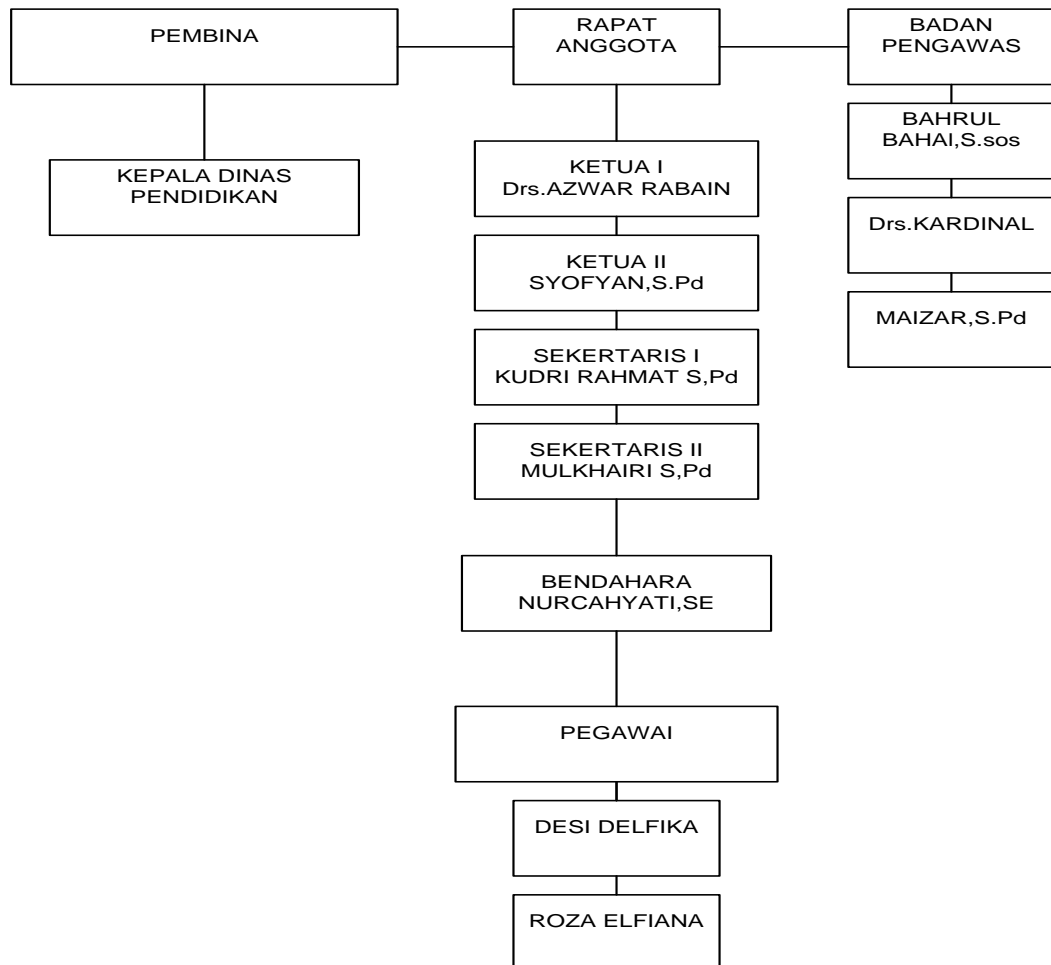 PEMBINA
RAPAT
ANGGOTA
BADAN
PENGAWAS
KEPALA DINAS
PENDIDIKAN
KETUA I
Drs.AZWAR RABAIN
KETUA II
SYOFYAN,S.Pd
SEKERTARIS I
KUDRI RAHMAT S,Pd
SEKERTARIS II
MULKHAIRI S,Pd
BENDAHARA
NURCAHYATI,SE
PEGAWAI
DESI DELFIKA
ROZA ELFIANA
BAHRUL
BAHAI,S.sos
Drs.KARDINAL
MAIZAR,S.Pd